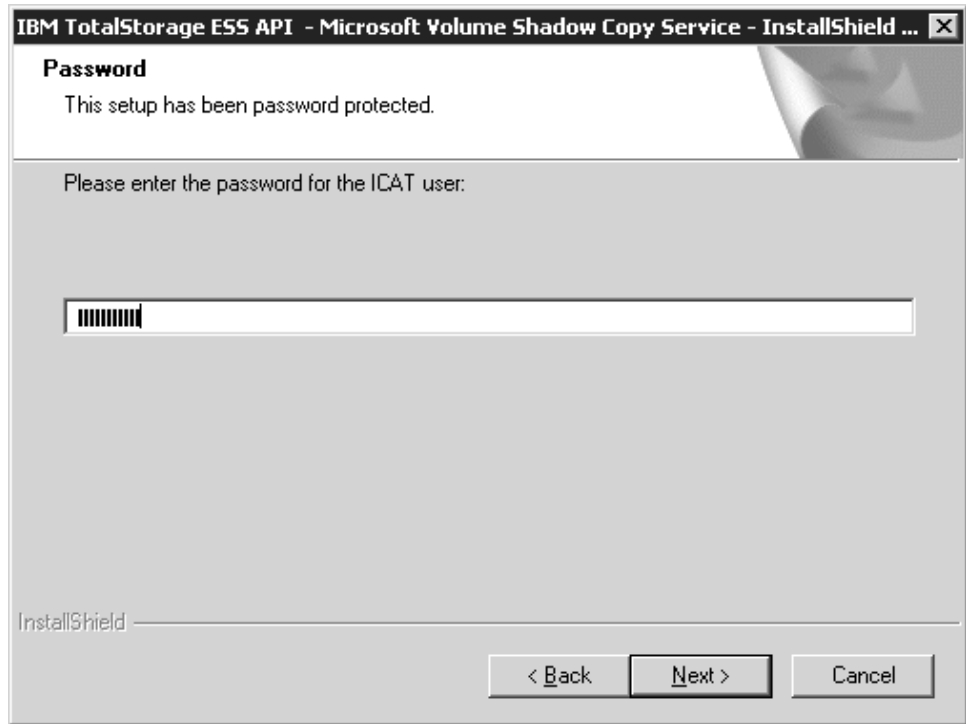 IBM TotalStorage ESS API - Microsoft Volume Shadow Copy Service - InstallShield ...
Password
This setup has been password protected.
Please enter the password for the ICAT user:
InstallShield
< Back
Next >
Cancel